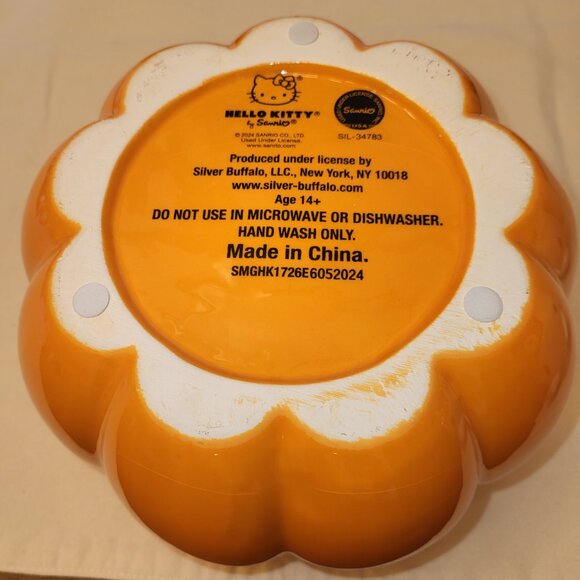 HELLO KITTY®
by Sanrio®
© 2024 SANRIO CO., LTD.
Used Under License.
www.sanrio.com
Sanrio
SIL-34783
Produced under license by
Silver Buffalo, LLC., New York, NY 10018
www.silver-buffalo.com
Age 14+
DO NOT USE IN MICROWAVE OR DISHWASHER.
HAND WASH ONLY.
Made in China.
SMGHK1726E6052024